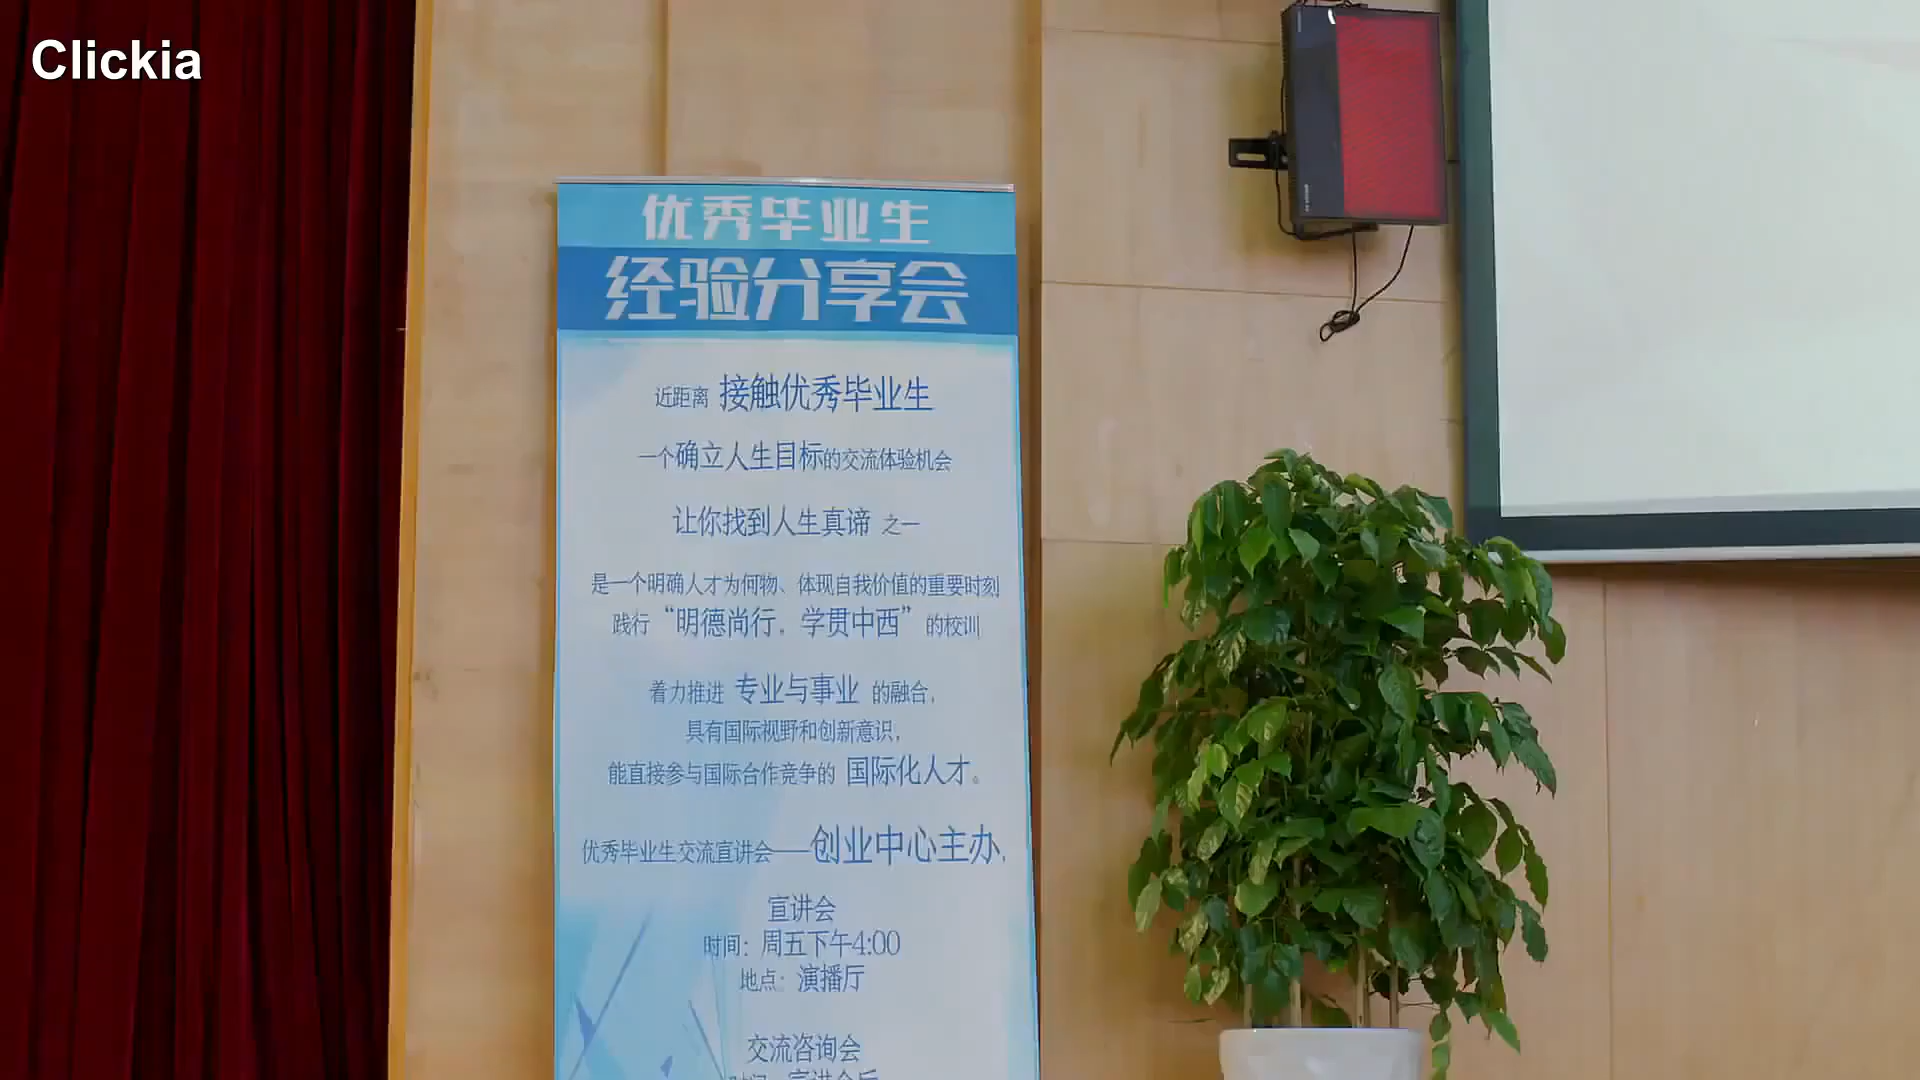 Clickia
优秀毕业生
经验分享会
近距离 接触优秀毕业生
一个确立人生目标的交流体验机会
让你找到人生真谛 之一
是一个明确人才为何物、体现自我价值的重要时刻
践行“明德尚行，学贯中西”的校训
着力推进 专业与事业 的融合，
具有国际视野和创新意识，
能直接参与国际合作竞争的 国际化人才。
优秀毕业生交流宣讲会——创业中心主办，
宣讲会
时间：周五下午4:00
地点：演播厅
交流咨询会
时间：宣讲会后